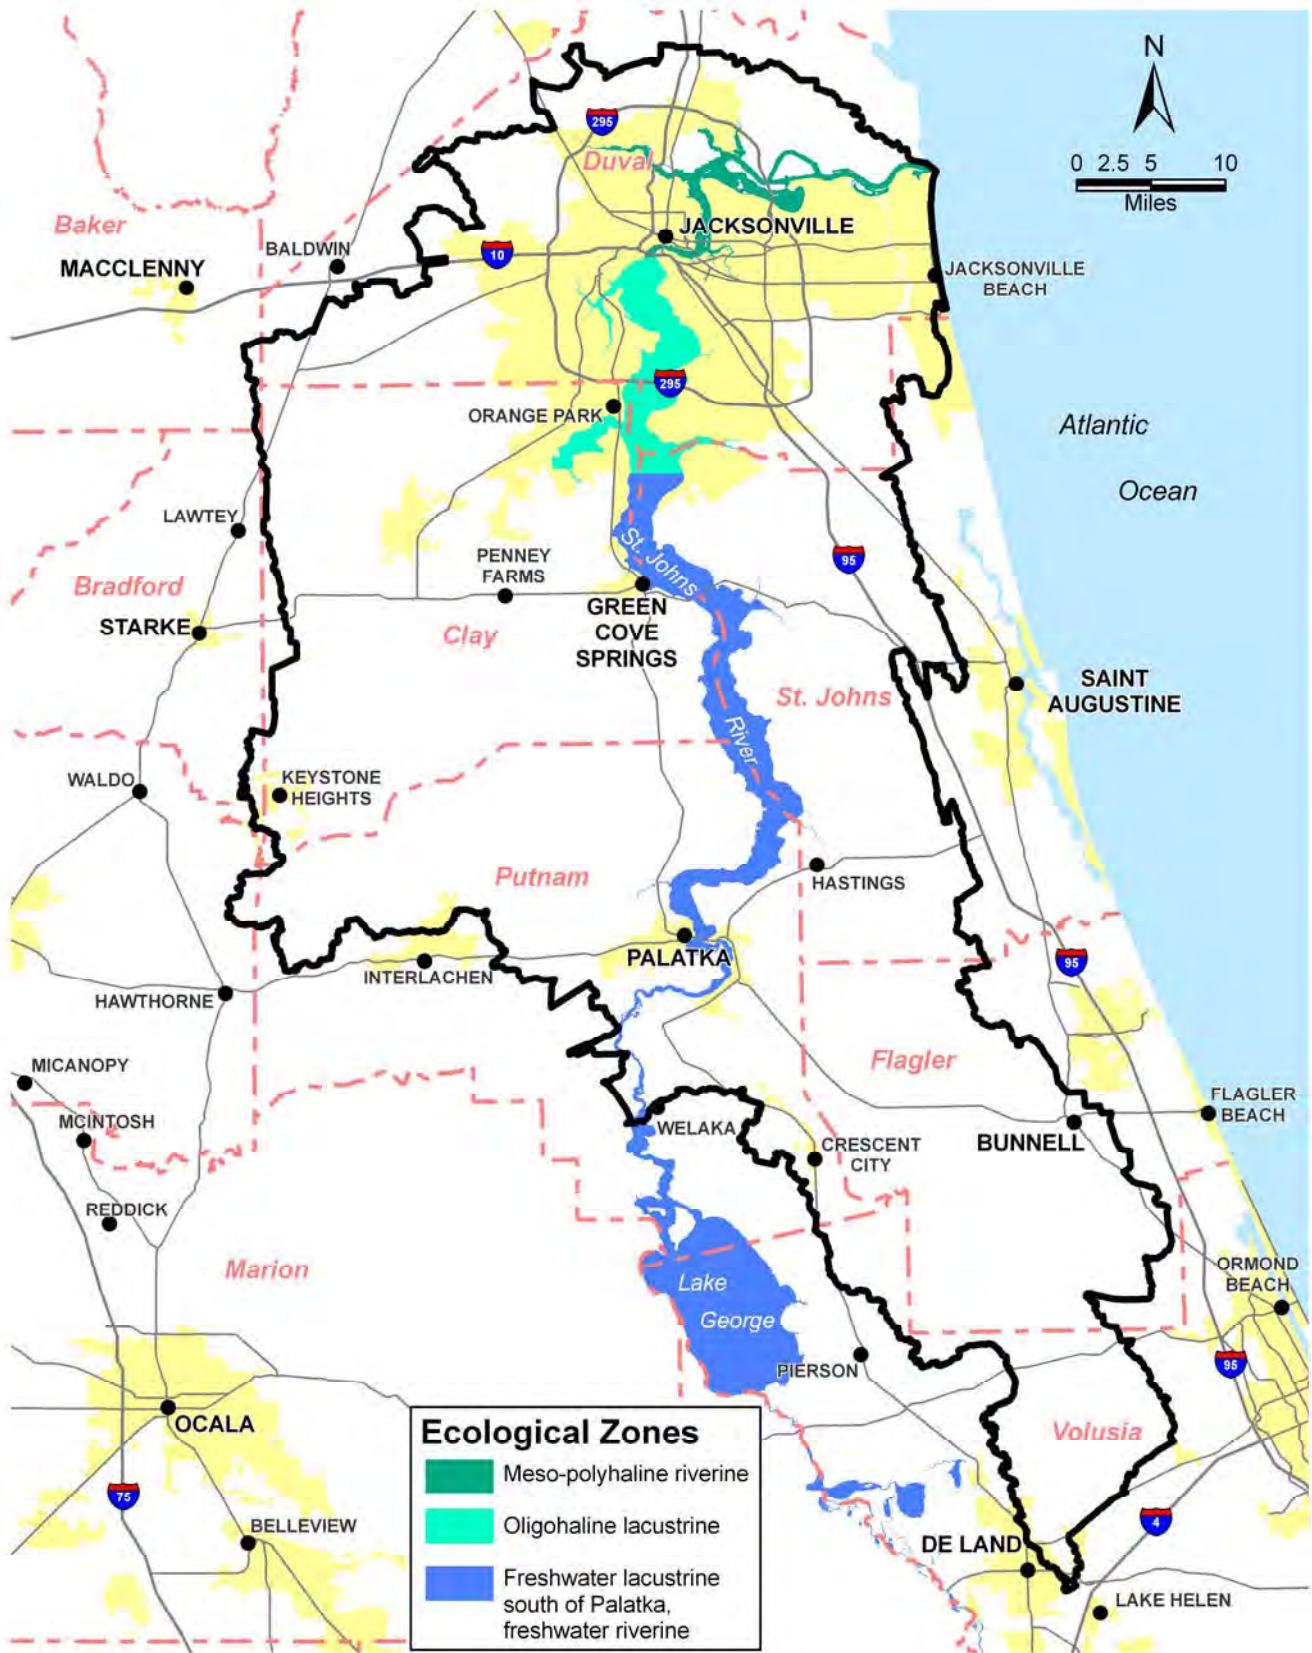 N
0 2.5 5 10
Miles
295
Duval
Baker
JACKSONVILLE
BALDWIN
10
MACCLENNY
JACKSONVILLE
BEACH
295
ORANGE PARK
Atlantic
Ocean
LAWTEY
St. Johns
River
95
PENNEY
FARMS
Bradford
GREEN
COVE
SPRINGS
STARKE
Clay
SAINT
AUGUSTINE
St. Johns
WALDO
KEYSTONE
HEIGHTS
Putnam
HASTINGS
PALATKA
95
INTERLACHEN
HAWTHORNE
MICANOPY
Flagler
FLAGLER
BEACH
MCINTOSH
WELAKA
CRESCENT
CITY
BUNNELL
REDDICK
Marion
Lake
George
ORMOND
BEACH
PIERSON
95
OCALA
Volusia
75
BELLEVIEW
DE LAND
4
LAKE HELEN
Ecological Zones
Meso-polyhaline riverine
Oligohaline lacustrine
Freshwater lacustrine
south of Palatka,
freshwater riverine